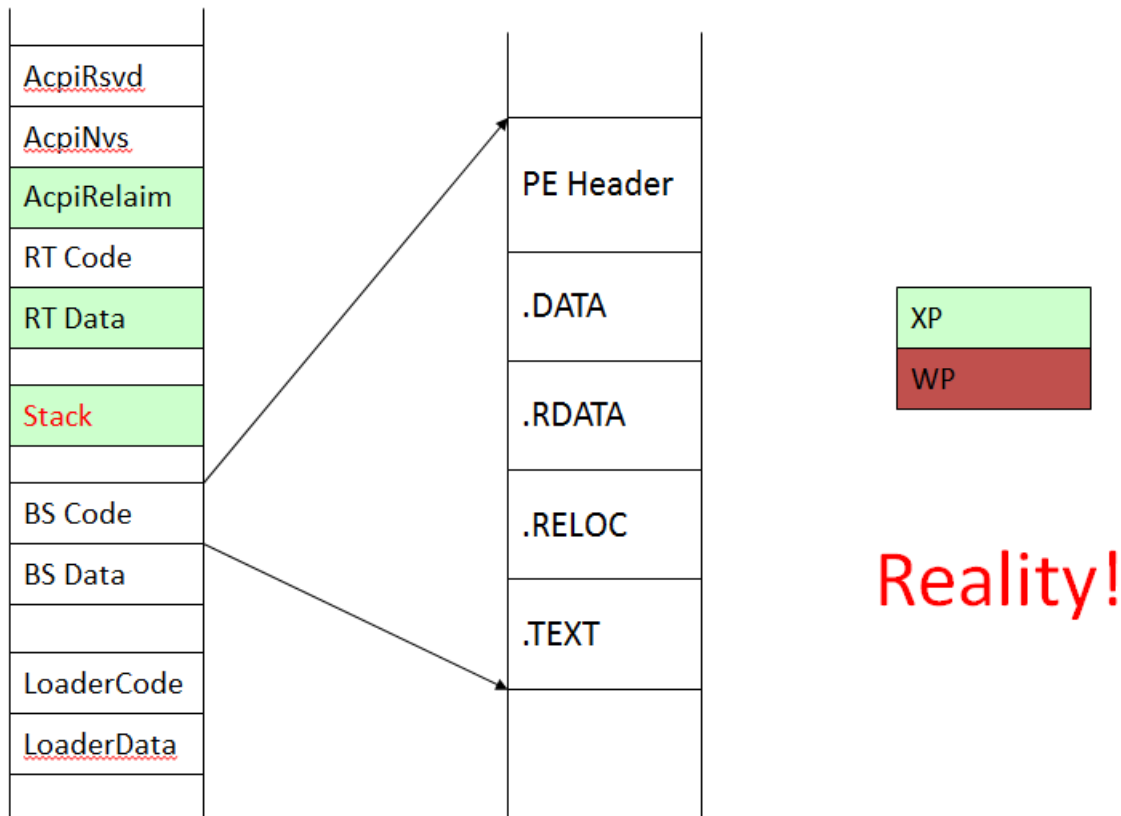 AcpiRsvd
AcpiNvs
AcpiRelaim
RT Code
RT Data
Stack
BS Code
BS Data
LoaderCode
LoaderData
PE Header
.DATA
.RDATA
.RELOC
.TEXT
XP
WP
Reality!